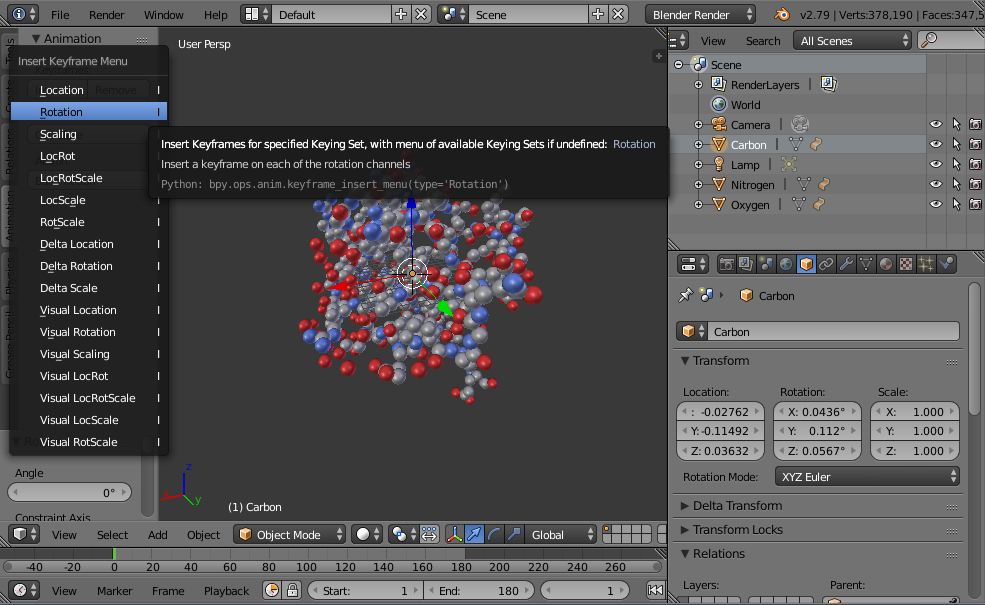 File Render Window Help Default Scene Blender Render v2.79 | Verts:378,190 | Faces:347,5
Animation
User Persp
View Search All Scenes
Insert Keyframe Menu
Location I
Rotation I
Scaling I
LocRot I
LocRotScale I
LocScale I
RotScale I
Delta Location I
Delta Rotation I
Delta Scale I
Visual Location I
Visual Rotation I
Visual Scaling I
Visual LocRot I
Visual LocRotScale I
Visual LocScale I
Visual RotScale I
Remove
Insert Keyframes for specified Keying Set, with menu of available Keying Sets if undefined: Rotation
Insert a keyframe on each of the rotation channels
Python: bpy.ops.anim.keyframe_insert_menu(type='Rotation')
Angle
0°
Constraint Axis
z
y
(1) Carbon
Scene
RenderLayers |
World
Camera |
Carbon |
Lamp |
Nitrogen |
Oxygen |
Carbon
Carbon
Transform
Location: Rotation: Scale:
: -0.02762 X: 0.0436° X: 1.000
Y:-0.11492 Y: 0.112° Y: 1.000
Z: 0.03632 Z: 0.0567° Z: 1.000
Rotation Mode: XYZ Euler
Delta Transform
Transform Locks
Relations
Layers: Parent:
View Select Add Object Object Mode Global
-40 -20 0 20 40 60 80 100 120 140 160 180 200 220 240 260
View Marker Frame Playback Start: 1 End: 180 1